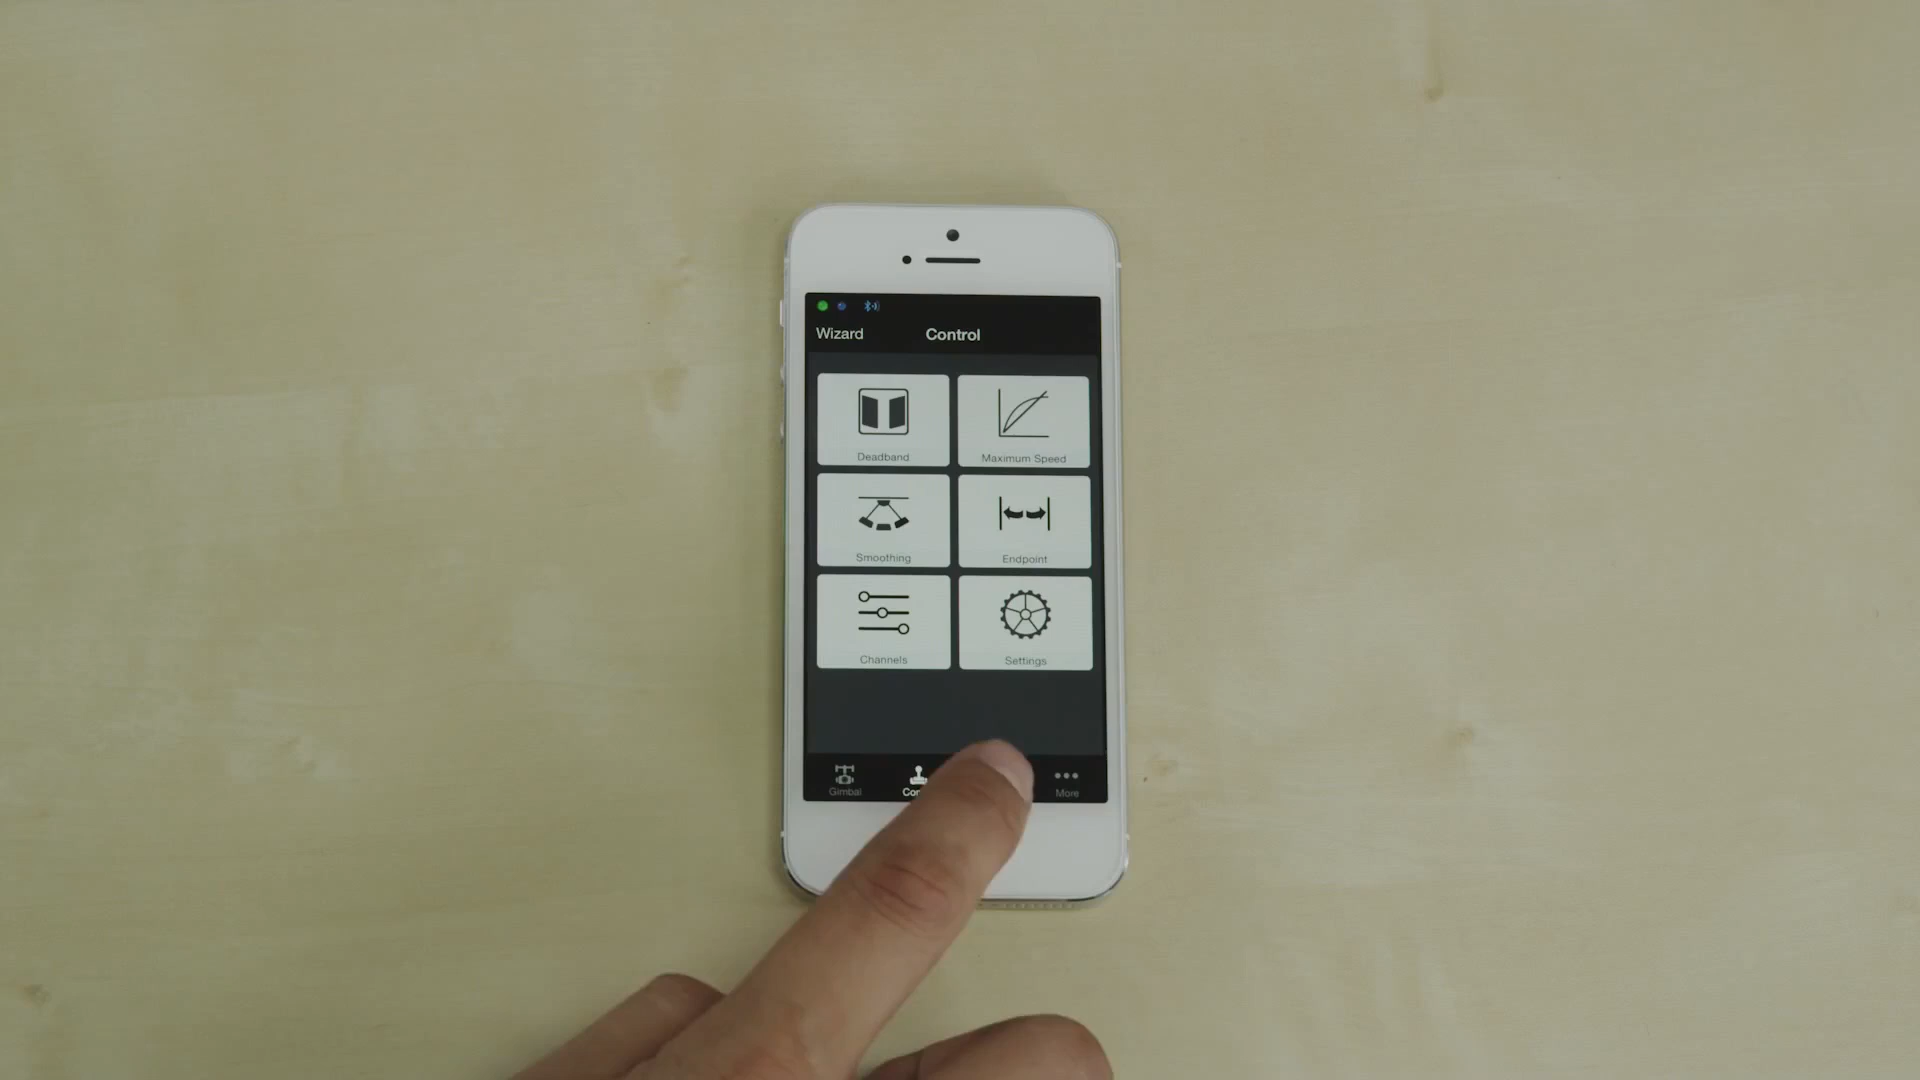 Wizard
Control
Deadband
Maximum Speed
Smoothing
Endpoint
Channels
Settings
Gimbal
More